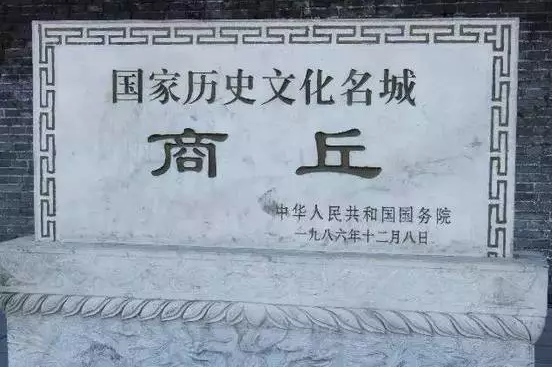 国家历史文化名城
商丘
中华人民共和国国务院
一九八六年十二月八日